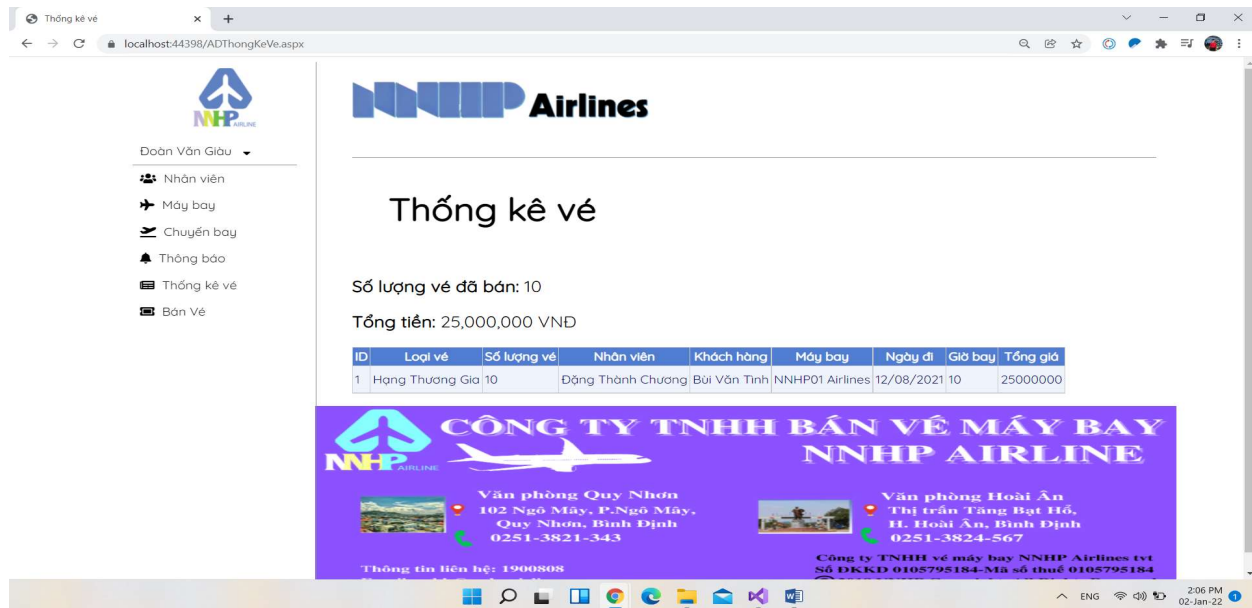 Thống kê vé
localhost:44398/ADThongKeVe.aspx
NNHP AIRLINE
NNHP Airlines
Đoàn Văn Giàu
Nhân viên
Máy bay
Chuyến bay
Thông báo
Thống kê vé
Bán Vé
Thống kê vé
Số lượng vé đã bán: 10
Tổng tiền: 25,000,000 VNĐ
ID Loại vé Số lượng vé Nhân viên Khách hàng Máy bay Ngày đi Giờ bay Tổng giá
1 Hạng Thương Gia 10 Đặng Thành Chương Bùi Văn Tình NNHP01 Airlines 12/08/2021 10 25000000
CÔNG TY TNHH BÁN VÉ MÁY BAY
NNHP AIRLINE
NNHP AIRLINE
Văn phòng Quy Nhơn
102 Ngô Mây, P.Ngô Mây,
Quy Nhơn, Bình Định
0251-3821-343
Văn phòng Hoài Ân
Thị trấn Tăng Bạt Hổ,
H. Hoài Ân, Bình Định
0251-3824-567
Thông tin liên hệ: 1900808
Công ty TNHH vé máy bay NNHP Airlines tvt
Số ĐKKD 0105795184-Mã số thuế 0105795184
ENG
2:06 PM
02-Jan-22
1